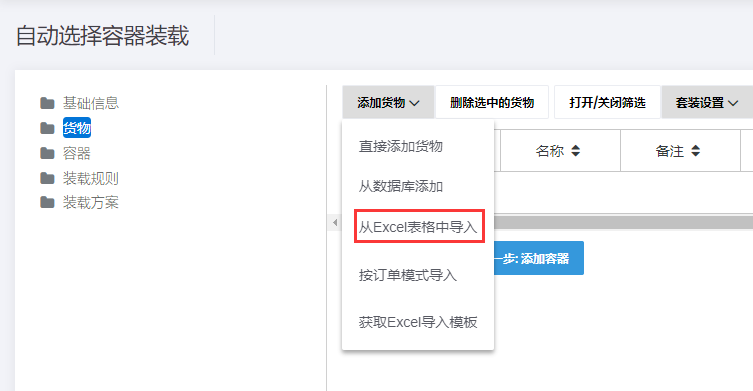 自动选择容器装载
基础信息
货物
容器
装载规则
装载方案
添加货物 删除选中的货物 打开/关闭筛选 套装设置
名称 备注
直接添加货物
从数据库添加
从Excel表格中导入
按订单模式导入
获取Excel导入模板
一步: 添加容器